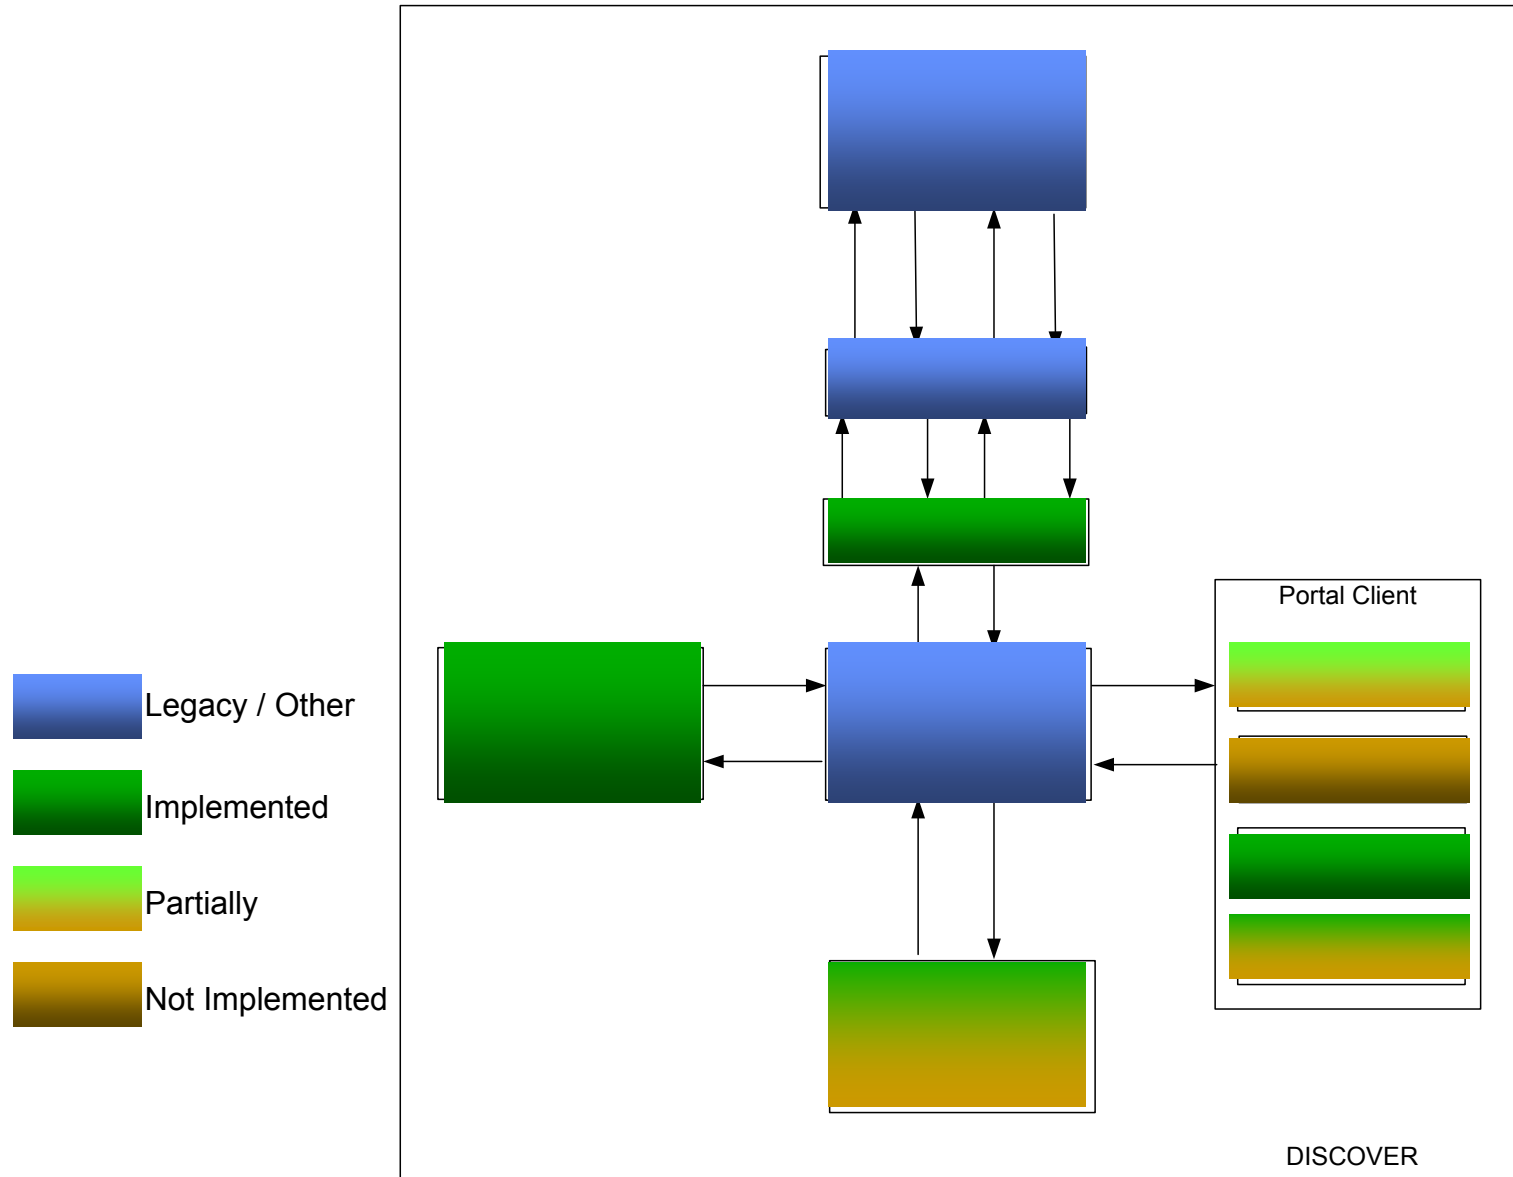 Portal Client
Legacy / Other
Implemented
Partially
Not Implemented
DISCOVER